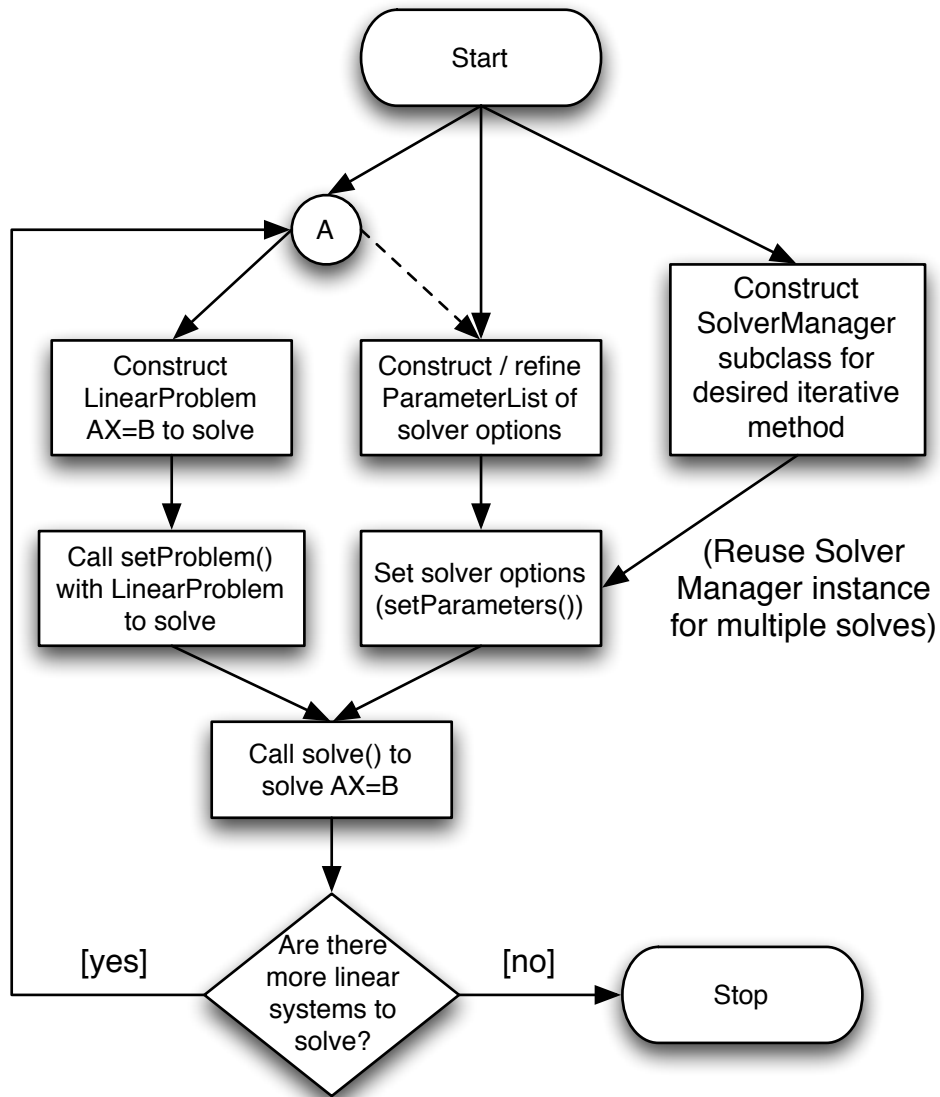 Start
A
Construct
SolverManager
subclass for
desired iterative
method
Construct
LinearProblem
AX=B to solve
Construct / refine
ParameterList of
solver options
Call setProblem()
with LinearProblem
to solve
Set solver options
(setParameters())
(Reuse Solver
Manager instance
for multiple solves)
Call solve() to
solve AX=B
Are there
more linear
systems to
solve?
[yes]
[no]
Stop